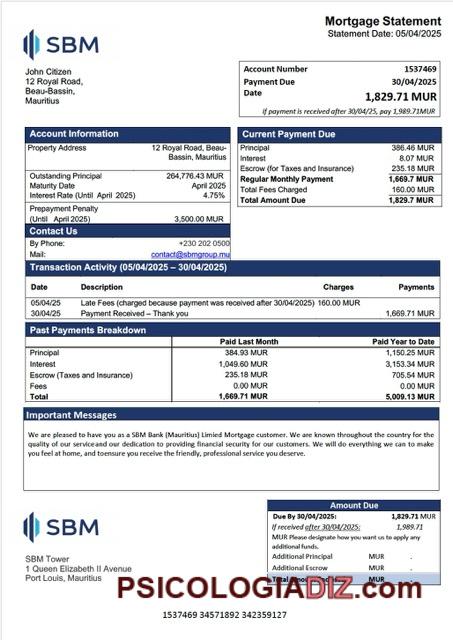 Mortgage Statement
Statement Date: 05/04/2025
SBM
John Citizen
12 Royal Road,
Beau-Bassin,
Mauritius
Account Number 1537469
Payment Due 30/04/2025
Date 1,829.71 MUR
if payment is received after 30/04/25, pay 1,989.71MUR
Account Information
Property Address 12 Royal Road, Beau-
Bassin, Mauritius
Outstanding Principal 264,776.43 MUR
Maturity Date April 2025
Interest Rate (Until April 2025) 4.75%
Prepayment Penalty
(Until April 2025) 3,500.00 MUR
Contact Us
By Phone: +230 202 0500
Mail: contact@sbmgroup.mu
Current Payment Due
Principal 386.46 MUR
Interest 8.07 MUR
Escrow (for Taxes and Insurance) 235.18 MUR
Regular Monthly Payment 1,669.7 MUR
Total Fees Charged 160.00 MUR
Total Amount Due 1,829.7 MUR
Transaction Activity (05/04/2025 – 30/04/2025)
Date Description Charges Payments
05/04/25 Late Fees (charged because payment was received after 30/04/2025) 160.00 MUR
30/04/25 Payment Received – Thank you 1,669.71 MUR
Past Payments Breakdown
Paid Last Month Paid Year to Date
Principal 384.93 MUR 1,150.25 MUR
Interest 1,049.60 MUR 3,153.34 MUR
Escrow (Taxes and Insurance) 235.18 MUR 705.54 MUR
Fees 0.00 MUR 0.00 MUR
Total 1,669.71 MUR 5,009.13 MUR
Important Messages
We are pleased to have you as a SBM Bank (Mauritius) Limied Mortgage customer. We are known throughout the country for the
quality of serviceand our dedication to providing financial security for our customers. We will do everything we can to make
you feel at home, and toensure you receive the friendly, professional service you deserve.
SBM
SBM Tower
1 Queen Elizabeth II Avenue
Port Louis, Mauritius
Amount Due
Due By 30/04/2025: 1,829.71 MUR
If received after 30/04/2025: 1,989.71
MUR Please designate how you want us to apply any
additional funds.
Additional Principal MUR .
Additional Escrow MUR .
Total Amount MUR
PSICOLOGIADIZ.com
1537469 34571892 342359127